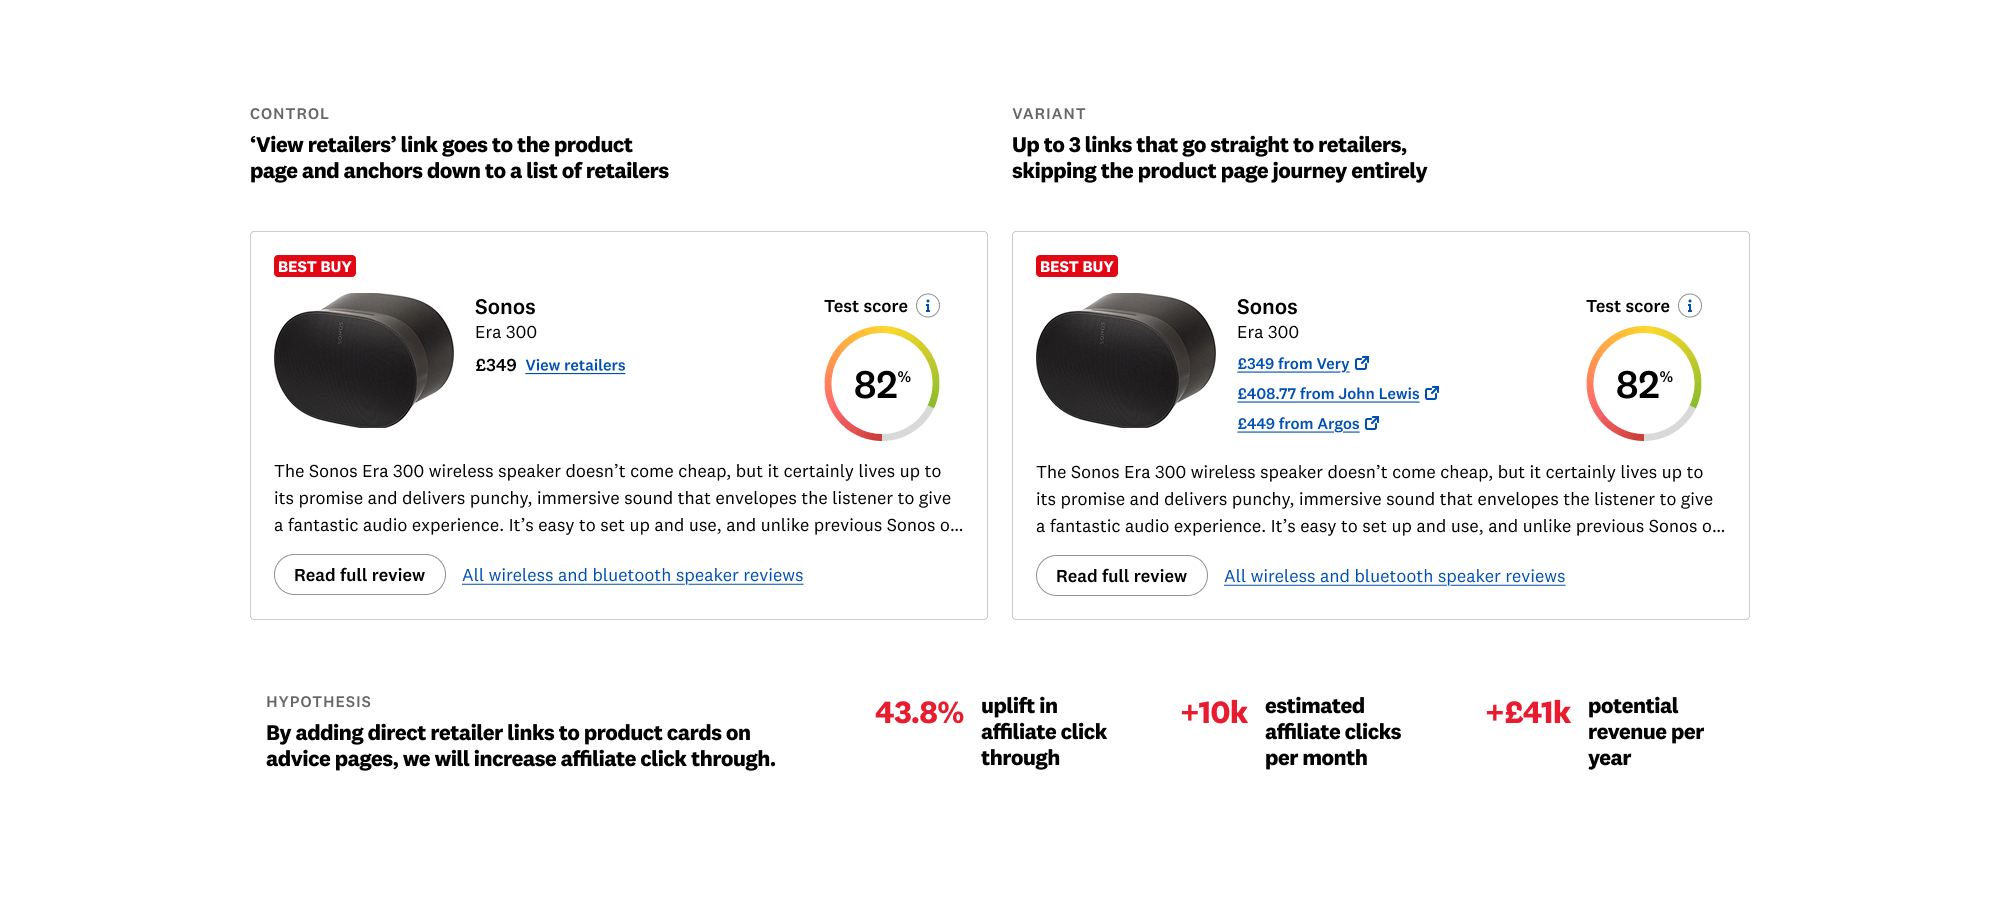 CONTROL
‘View retailers’ link goes to the product
page and anchors down to a list of retailers
BEST BUY
Sonos
Era 300
£349 View retailers
Test score i
82%
The Sonos Era 300 wireless speaker doesn’t come cheap, but it certainly lives up to
its promise and delivers punchy, immersive sound that envelopes the listener to give
a fantastic audio experience. It’s easy to set up and use, and unlike previous Sonos o...
Read full review
All wireless and bluetooth speaker reviews
VARIANT
Up to 3 links that go straight to retailers,
skipping the product page journey entirely
BEST BUY
Sonos
Era 300
£349 from Very
£408.77 from John Lewis
£449 from Argos
Test score i
82%
The Sonos Era 300 wireless speaker doesn’t come cheap, but it certainly lives up to
its promise and delivers punchy, immersive sound that envelopes the listener to give
a fantastic audio experience. It’s easy to set up and use, and unlike previous Sonos o...
Read full review
All wireless and bluetooth speaker reviews
HYPOTHESIS
By adding direct retailer links to product cards on
advice pages, we will increase affiliate click through.
43.8%
uplift in
affiliate click
through
+10k
estimated
affiliate clicks
per month
+£41k
potential
revenue per
year